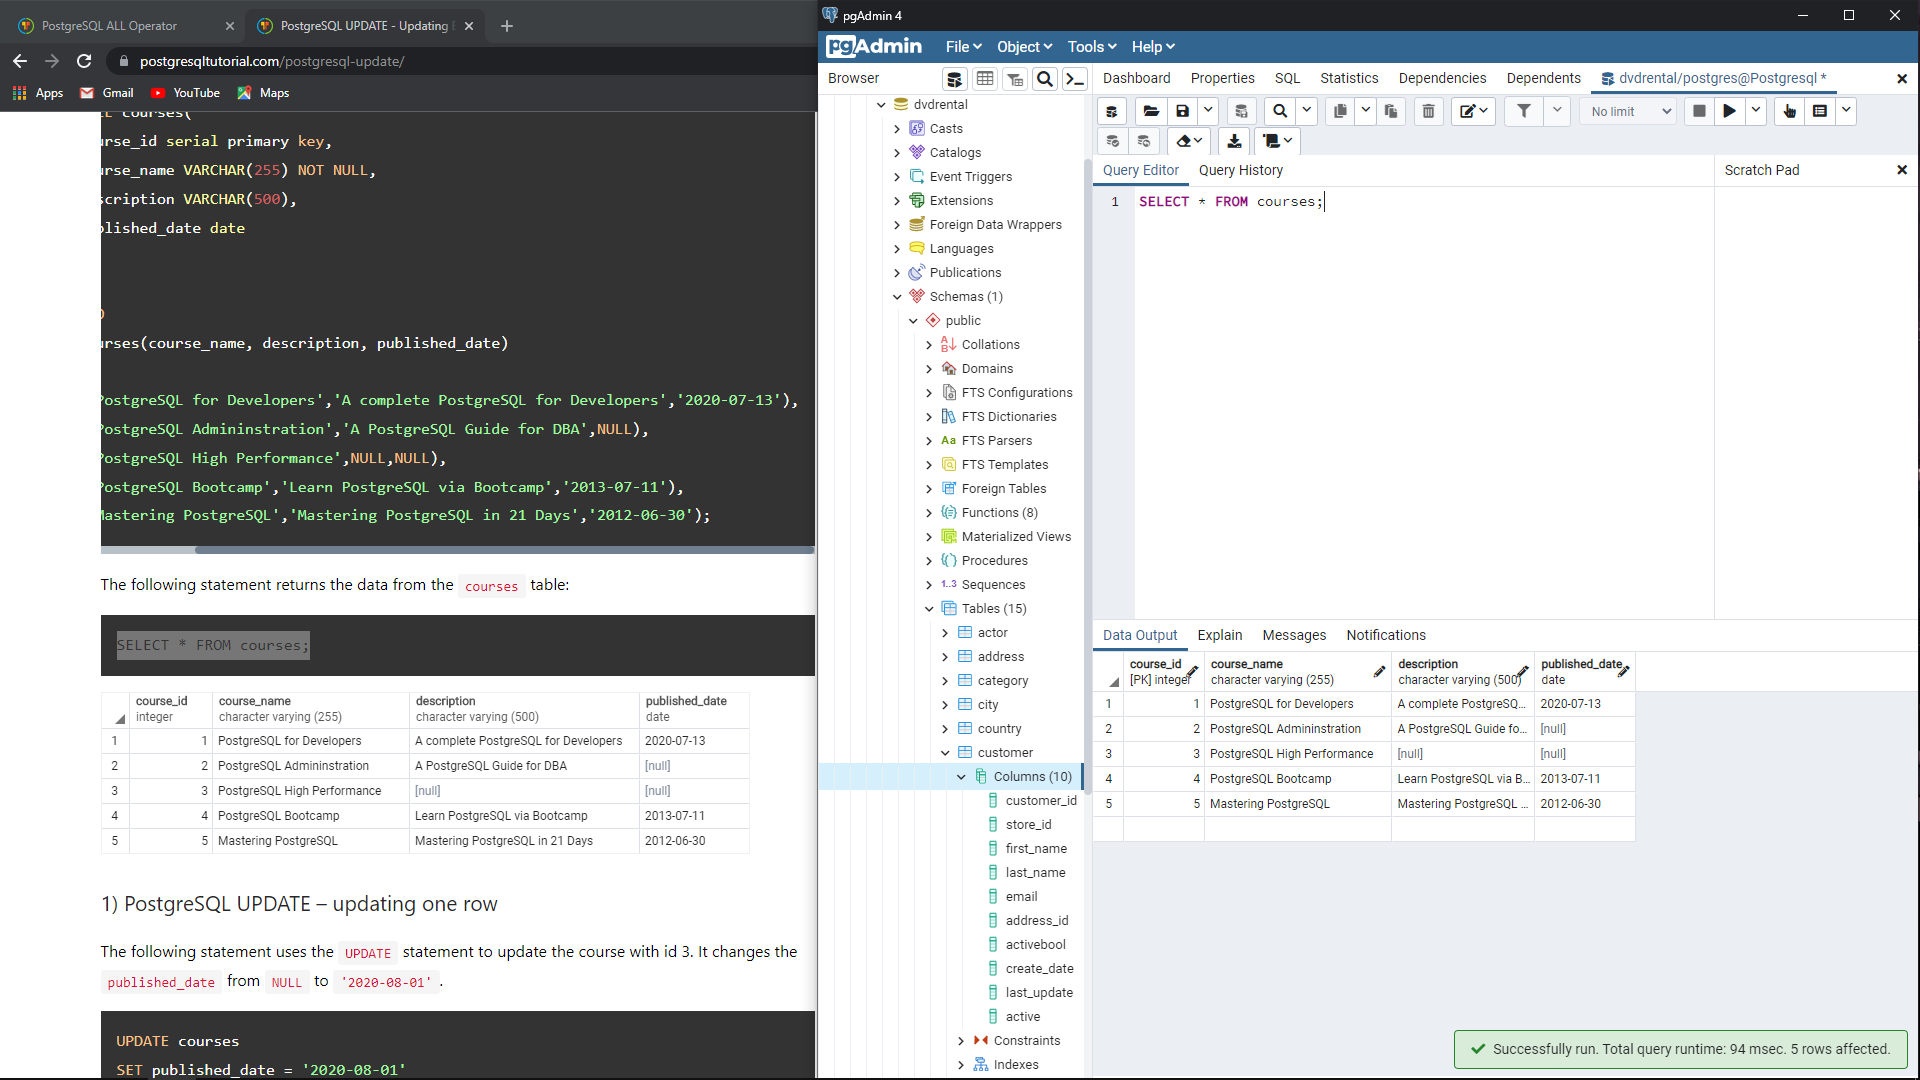 PostgreSQL ALL Operator
PostgreSQL UPDATE - Updating
postgresqltutorial.com/postgresql-update/
Apps
Gmail
YouTube
Maps
courses(
urse_id serial primary key,
urse_name VARCHAR(255) NOT NULL,
scription VARCHAR(500),
lished_date date
urses(course_name, description, published_date)
PostgreSQL for Developers','A complete PostgreSQL for Developers','2020-07-13'),
PostgreSQL Admininstration','A PostgreSQL Guide for DBA',NULL),
PostgreSQL High Performance',NULL,NULL),
PostgreSQL Bootcamp','Learn PostgreSQL via Bootcamp','2013-07-11'),
Mastering PostgreSQL','Mastering PostgreSQL in 21 Days','2012-06-30');
The following statement returns the data from the courses table:
SELECT * FROM courses;
course_id course_name description published_date
integer character varying (255) character varying (500) date
1 1 PostgreSQL for Developers A complete PostgreSQL for Developers 2020-07-13
2 2 PostgreSQL Admininstration A PostgreSQL Guide for DBA [null]
3 3 PostgreSQL High Performance [null] [null]
4 4 PostgreSQL Bootcamp Learn PostgreSQL via Bootcamp 2013-07-11
5 5 Mastering PostgreSQL Mastering PostgreSQL in 21 Days 2012-06-30
1) PostgreSQL UPDATE – updating one row
The following statement uses the UPDATE statement to update the course with id 3. It changes the
published_date from NULL to '2020-08-01' .
UPDATE courses
SET published_date = '2020-08-01'
pgAdmin 4
pgAdmin
File Object Tools Help
Browser
Dashboard Properties SQL Statistics Dependencies Dependents dvdrental/postgres@Postgresql *
dvdrental
Casts
Catalogs
Event Triggers
Extensions
Foreign Data Wrappers
Languages
Publications
Schemas (1)
public
Collations
Domains
FTS Configurations
FTS Dictionaries
Aa FTS Parsers
FTS Templates
Foreign Tables
Functions (8)
Materialized Views
Procedures
1..3 Sequences
Tables (15)
actor
address
category
city
country
customer
Columns (10)
customer_id
store_id
first_name
last_name
email
address_id
activebool
create_date
last_update
active
Constraints
Indexes
No limit
Query Editor Query History
Scratch Pad
1 SELECT * FROM courses;
Data Output Explain Messages Notifications
course_id course_name description published_date
[PK] integer character varying (255) character varying (500) date
1 1 PostgreSQL for Developers A complete PostgreSQ... 2020-07-13
2 2 PostgreSQL Admininstration A PostgreSQL Guide fo... [null]
3 3 PostgreSQL High Performance [null] [null]
4 4 PostgreSQL Bootcamp Learn PostgreSQL via B... 2013-07-11
5 5 Mastering PostgreSQL Mastering PostgreSQL ... 2012-06-30
Successfully run. Total query runtime: 94 msec. 5 rows affected.